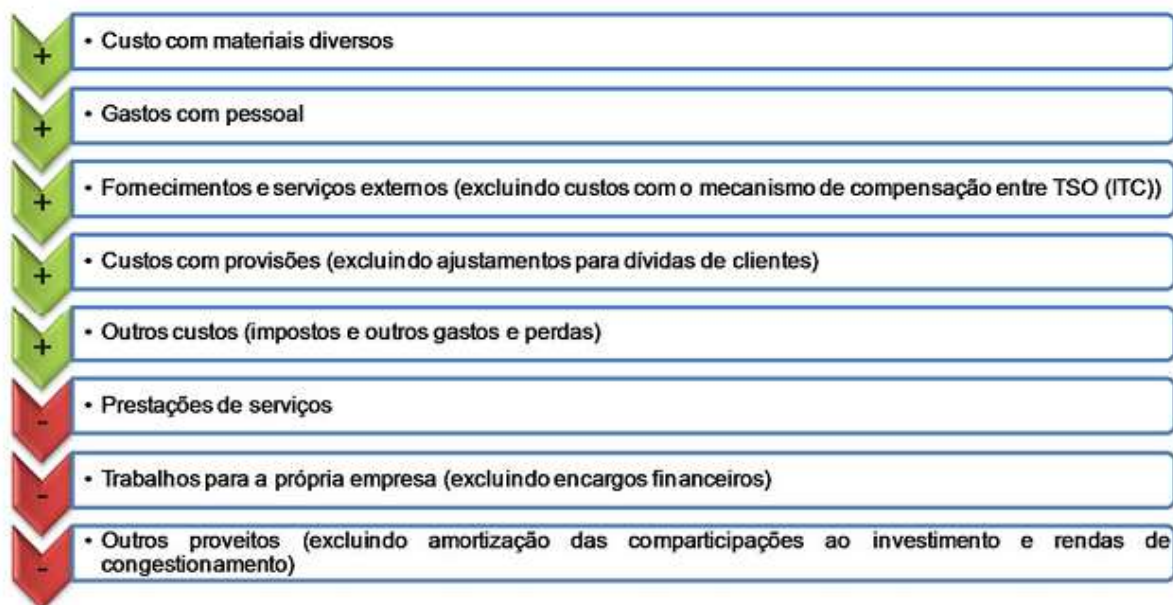 + • Custo com materiais diversos
+ • Gastos com pessoal
+ • Fornecimentos e serviços externos (excluindo custos com o mecanismo de compensação entre TSO (ITC))
+ • Custos com provisões (excluindo ajustamentos para dívidas de clientes)
+ • Outros custos (impostos e outros gastos e perdas)
- • Prestações de serviços
- • Trabalhos para a própria empresa (excluindo encargos financeiros)
- • Outros proveitos (excluindo amortização das comparticipações ao investimento e rendas de
congestionamento)